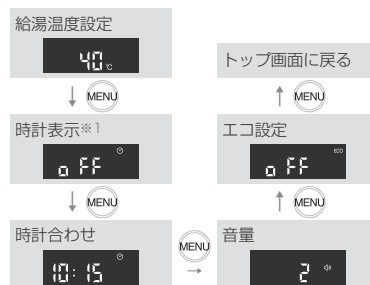 給湯温度設定
40℃
MENU
時計表示※1
oFF
MENU
時計合わせ
10:15
MENU
音量
2
MENU
エコ設定
ECO
oFF
MENU
トップ画面に戻る